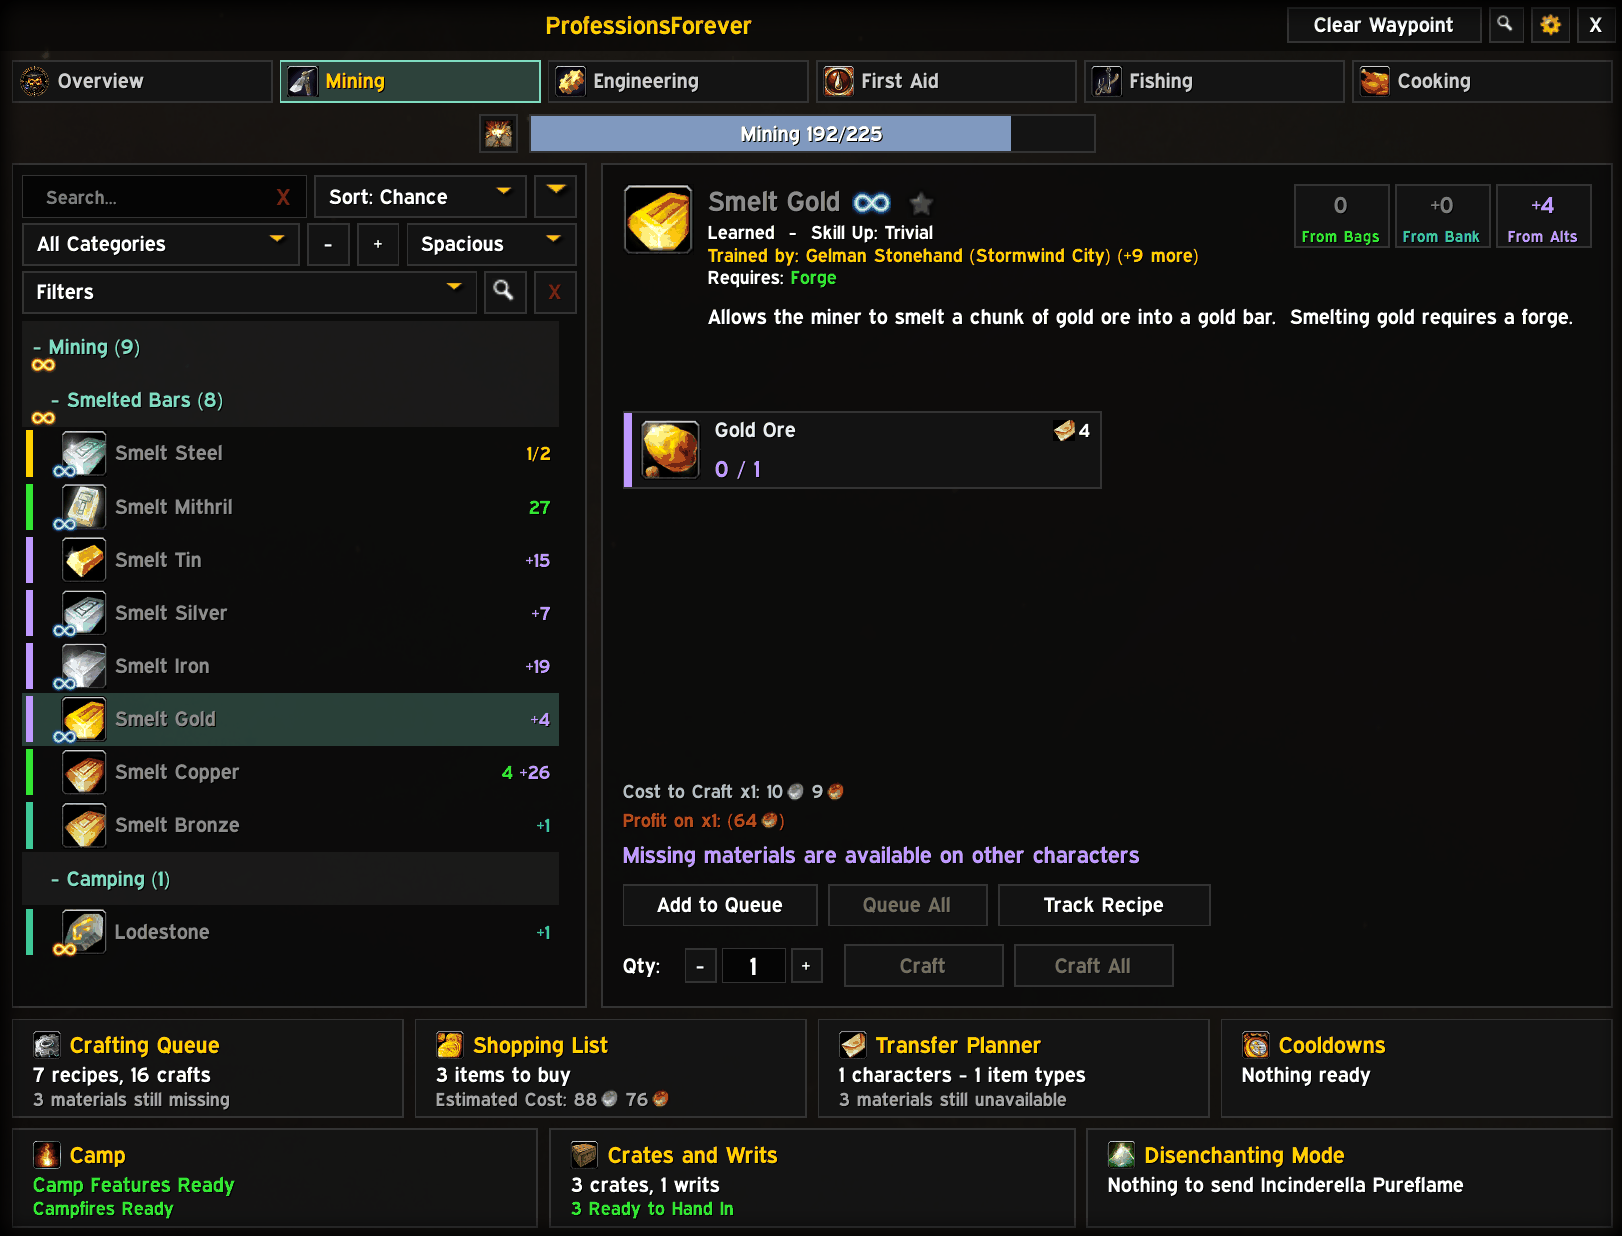 ProfessionsForever
Clear Waypoint
X
Overview
Mining
Engineering
First Aid
Fishing
Cooking
Mining 192/225
Search...
X
Sort: Chance
All Categories
-
+
Spacious
Filters
X
- Mining (9)
- Smelted Bars (8)
Smelt Steel 1/2
Smelt Mithril 27
Smelt Tin +15
Smelt Silver +7
Smelt Iron +19
Smelt Gold +4
Smelt Copper 4 +26
Smelt Bronze +1
- Camping (1)
Lodestone +1
Smelt Gold
Learned - Skill Up: Trivial
Trained by: Gelman Stonehand (Stormwind City) (+9 more)
Requires: Forge
Allows the miner to smelt a chunk of gold ore into a gold bar. Smelting gold requires a forge.
0
From Bags
+0
From Bank
+4
From Alts
Gold Ore 4
0 / 1
Cost to Craft x1: 10 9
Profit on x1: (64)
Missing materials are available on other characters
Add to Queue
Queue All
Track Recipe
Qty:
-
1
+
Craft
Craft All
Crafting Queue
7 recipes, 16 crafts
3 materials still missing
Shopping List
3 items to buy
Estimated Cost: 88 76
Transfer Planner
1 characters - 1 item types
3 materials still unavailable
Cooldowns
Nothing ready
Camp
Camp Features Ready
Campfires Ready
Crates and Writs
3 crates, 1 writs
3 Ready to Hand In
Disenchanting Mode
Nothing to send Incinderella Pureflame